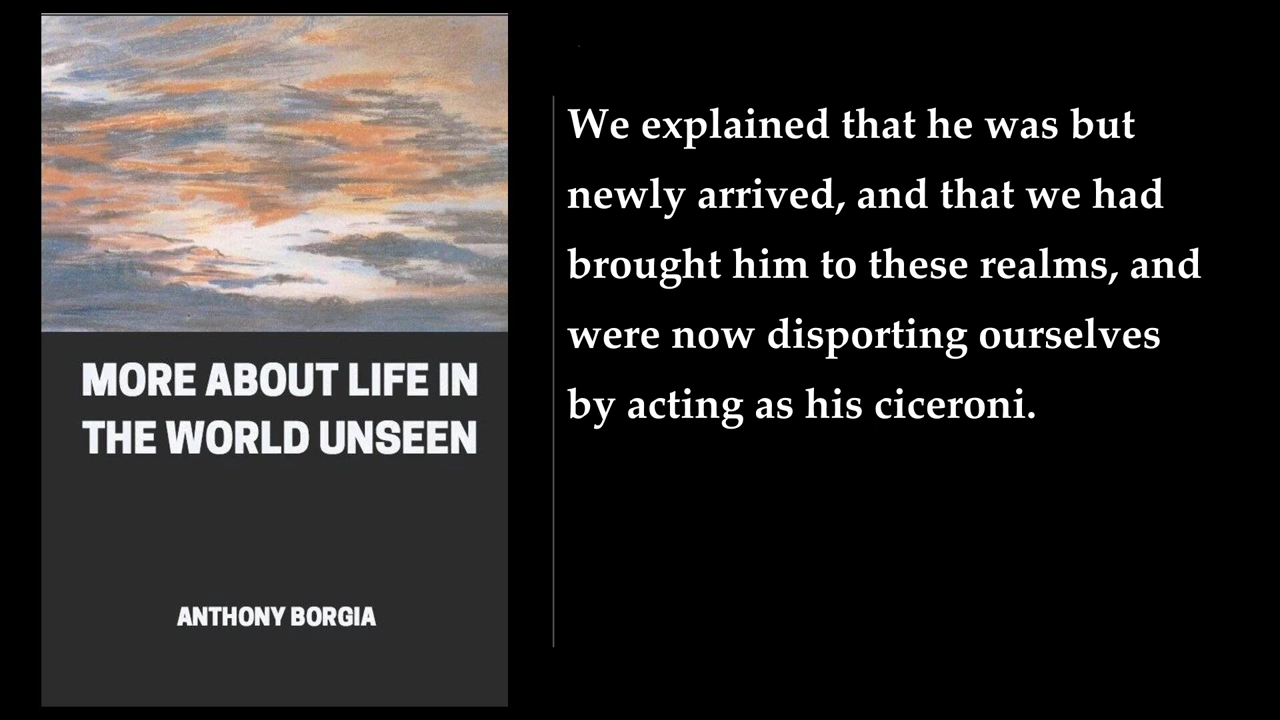 MORE ABOUT LIFE IN
THE WORLD UNSEEN
ANTHONY BORGIA
We explained that he was but
newly arrived, and that we had
brought him to these realms, and
were now disporting ourselves
by acting as his ciceroni.